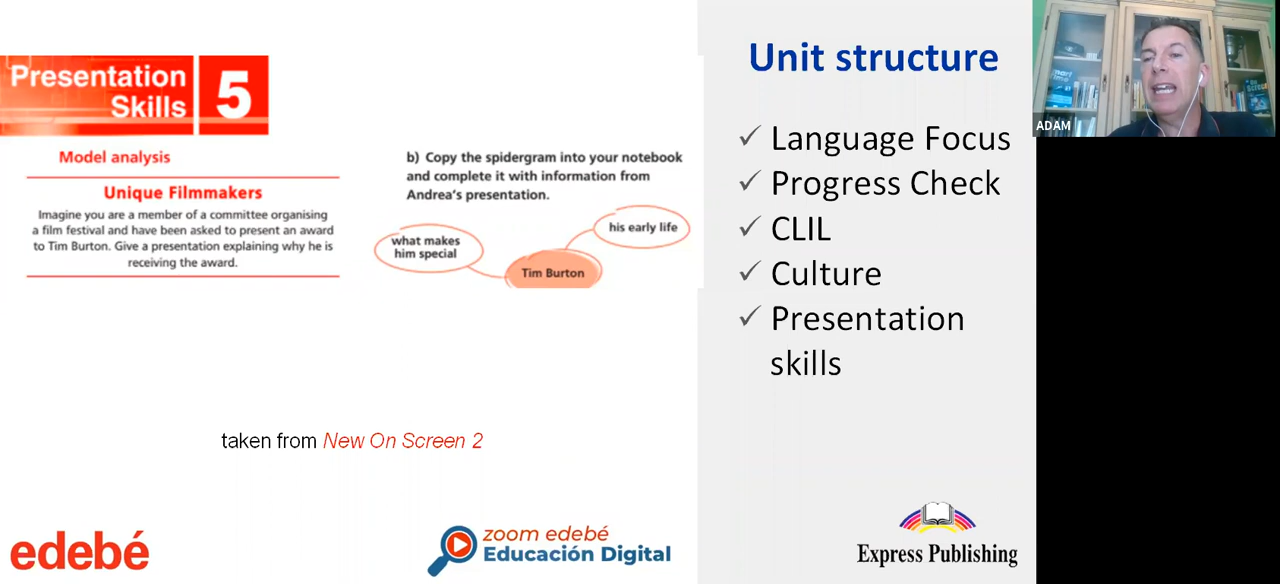 Presentation
Skills
5
Model analysis
Unique Filmmakers
Imagine you are a member of a committee organising
a film festival and have been asked to present an award
to Tim Burton. Give a presentation explaining why he is
receiving the award.
b) Copy the spidergram into your notebook
and complete it with information from
Andrea's presentation.
what makes
him special
his early life
Tim Burton
taken from New On Screen 2
edebé
zoom edebé
Educación Digital
Unit structure
✓ Language Focus
✓ Progress Check
✓ CLIL
✓ Culture
✓ Presentation
skills
Express Publishing
ADAM